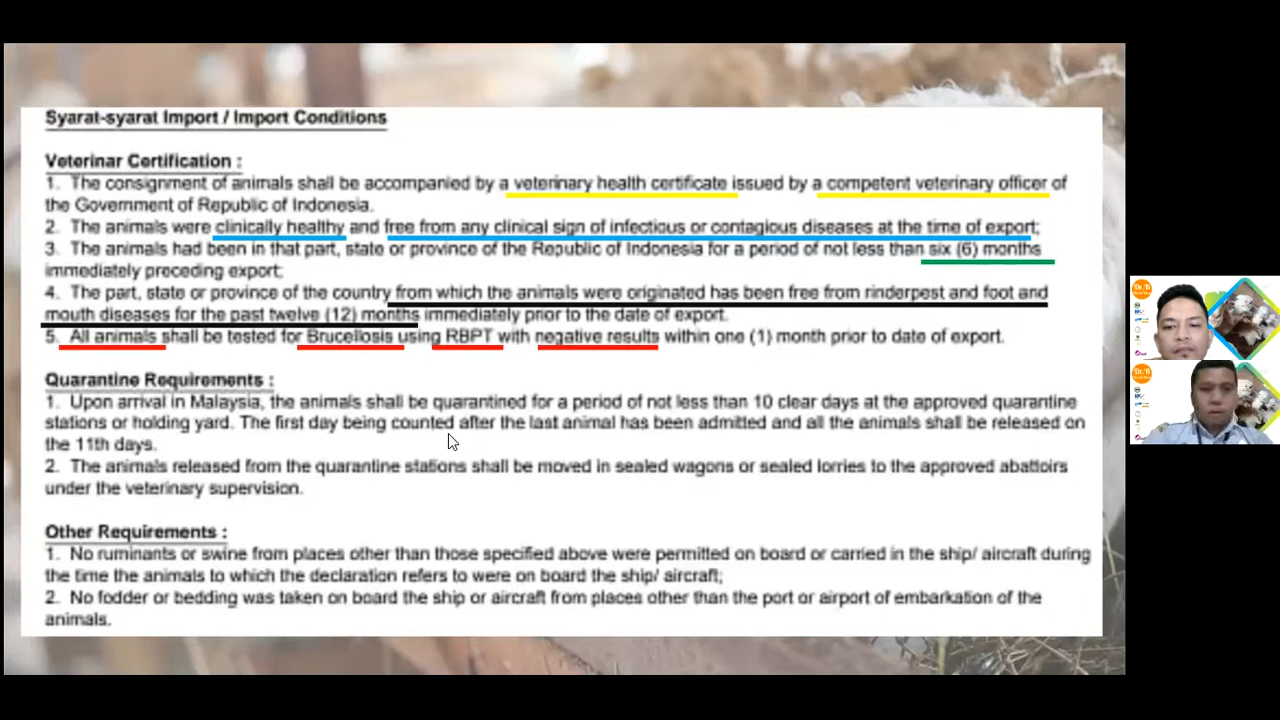 Syarat-syarat Import / Import Conditions
Veterinar Certification :
1. The consignment of animals shall be accompanied by a veterinary health certificate issued by a competent veterinary officer of
the Government of Republic of Indonesia.
2. The animals were clinically healthy and free from any clinical sign of infectious or contagious diseases at the time of export;
3. The animals had been in that part, state or province of the Republic of Indonesia for a period of not less than six (6) months
immediately preceding export;
4. The part, state or province of the country from which the animals were originated has been free from rinderpest and foot and
mouth diseases for the past twelve (12) months immediately prior to the date of export.
5. All animals shall be tested for Brucellosis using RBPT with negative results within one (1) month prior to date of export.
Quarantine Requirements :
1. Upon arrival in Malaysia, the animals shall be quarantined for a period of not less than 10 clear days at the approved quarantine
stations or holding yard. The first day being counted after the last animal has been admitted and all the animals shall be released on
the 11th days.
2. The animals released from the quarantine stations shall be moved in sealed wagons or sealed lorries to the approved abattoirs
under the veterinary supervision.
Other Requirements :
1. No ruminants or swine from places other than those specified above were permitted on board or carried in the ship/ aircraft during
the time the animals to which the declaration refers to were on board the ship/ aircraft;
2. No fodder or bedding was taken on board the ship or aircraft from places other than the port or airport of embarkation of the
animals.